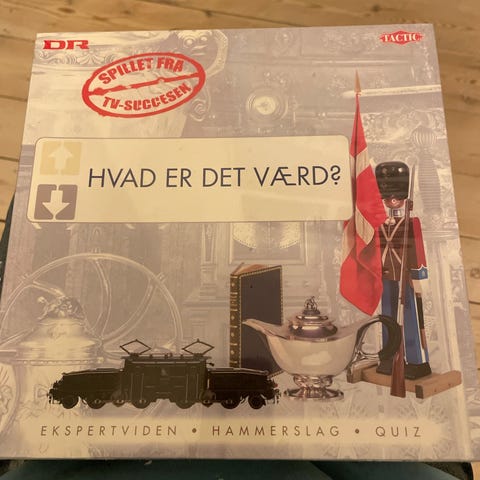 DR
TACTIC
SPILLET FRA
TV-SUCCESEN
HVAD ER DET VÆRD?
EKSPERTVIDEN • HAMMERSLAG • QUIZ